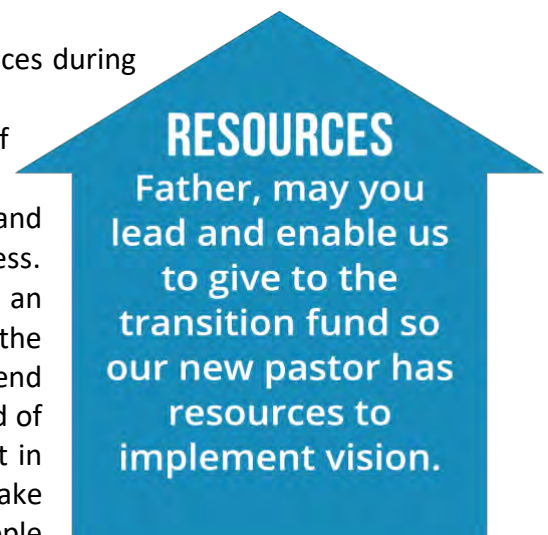 ces during
f
and
ess.
an
the
end
d of
t in
ake
ople
RESOURCES
Father, may you
lead and enable us
to give to the
transition fund so
our new pastor has
resources to
implement vision.